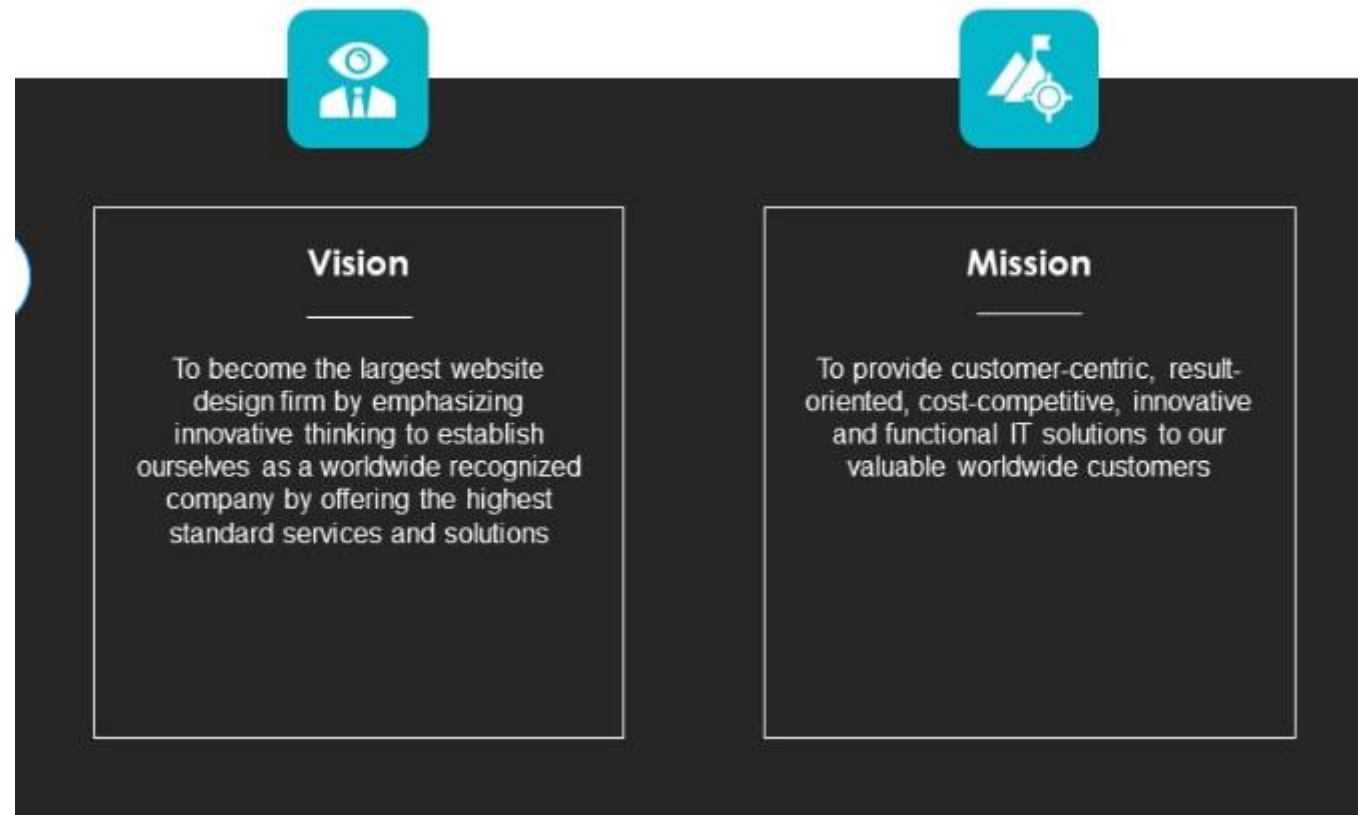 Vision
To become the largest website
design firm by emphasizing
innovative thinking to establish
ourselves as a worldwide recognized
company by offering the highest
standard services and solutions
Mission
To provide customer-centric, result-
oriented, cost-competitive, innovative
and functional IT solutions to our
valuable worldwide customers